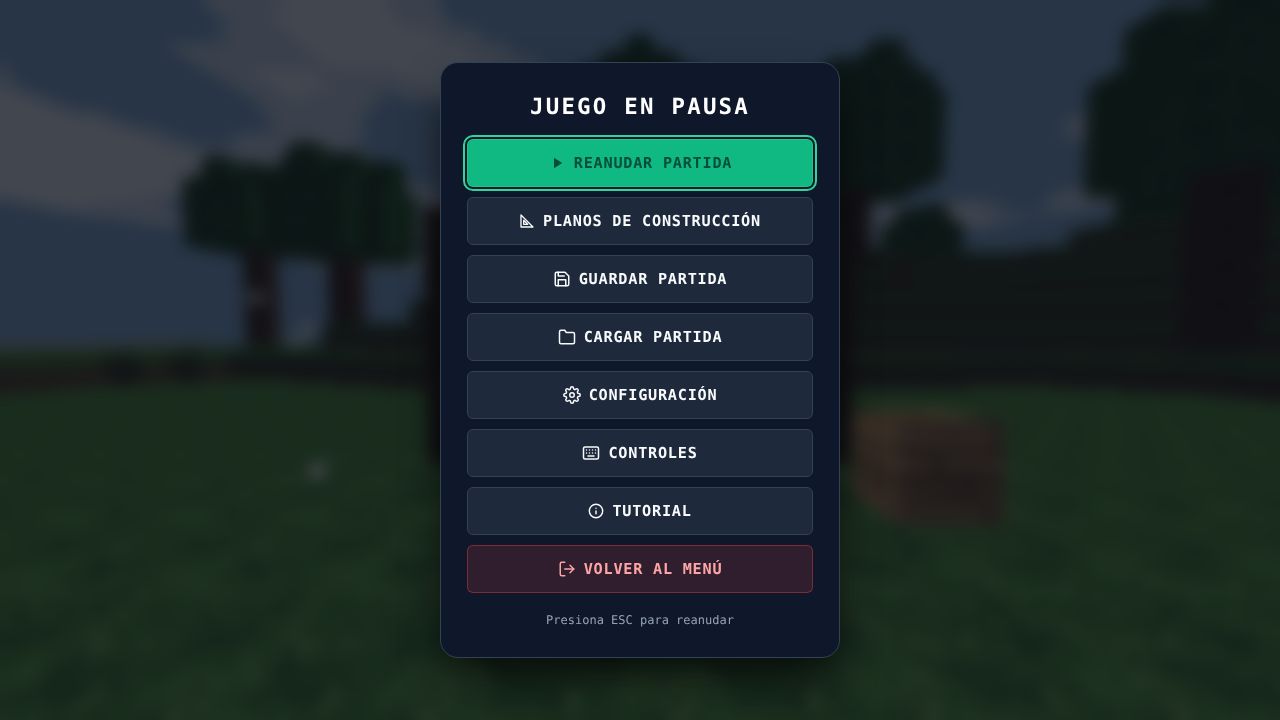 JUEGO EN PAUSA
REANUDAR PARTIDA
PLANOS DE CONSTRUCCIÓN
GUARDAR PARTIDA
CARGAR PARTIDA
CONFIGURACIÓN
CONTROLES
TUTORIAL
VOLVER AL MENÚ
Presiona ESC para reanudar